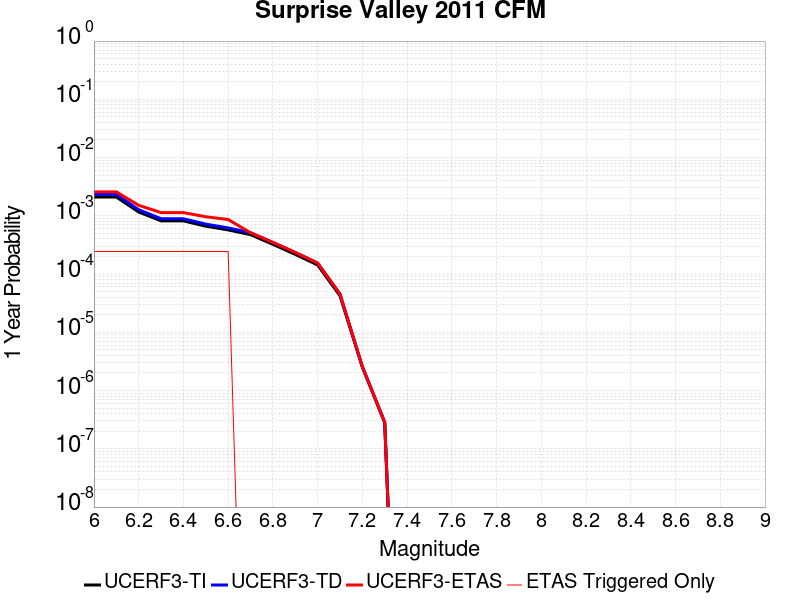 Surprise Valley 2011 CFM
10^0
10^-1
10^-2
10^-3
10^-4
10^-5
10^-6
10^-7
10^-8
1 Year Probability
6 6.2 6.4 6.6 6.8 7 7.2 7.4 7.6 7.8 8 8.2 8.4 8.6 8.8 9
Magnitude
UCERF3-TI UCERF3-TD UCERF3-ETAS ETAS Triggered Only